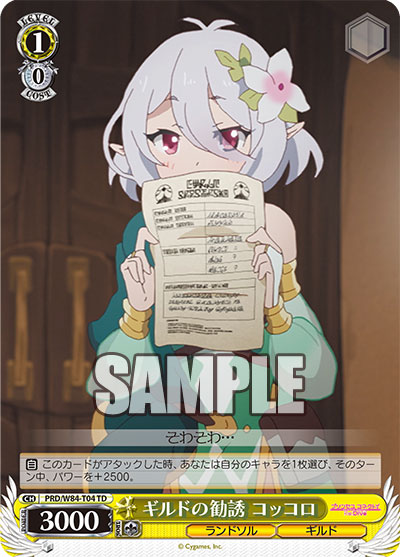 LEVEL
1
0
COST
SAMPLE
そわそわ…
このカードがアタックした時、あなたは自分のキャラを1枚選び、そのター
ン中、パワーを+2500。
CH
PRD/W84-T04 TD
ギルドの勧誘 コッコロ
POWER
3000
SOUL
ランドソル
ギルド
© Cygames, Inc.